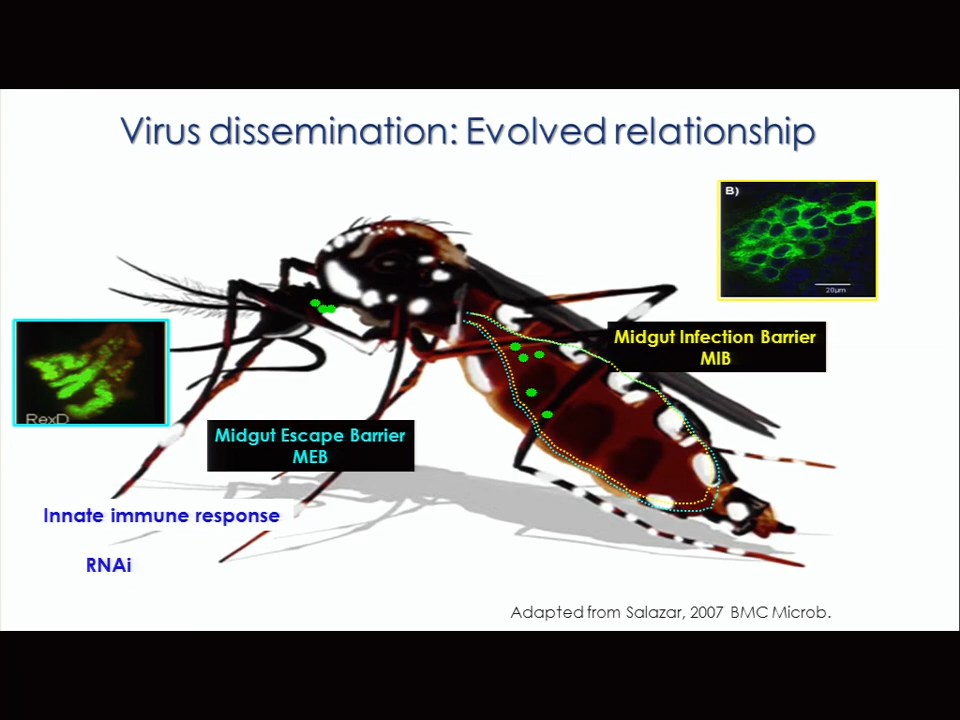 Virus dissemination: Evolved relationship
B)
20µm
Midgut Infection Barrier
MIB
RexD
Midgut Escape Barrier
MEB
Innate immune response
RNAi
Adapted from Salazar, 2007 BMC Microb.